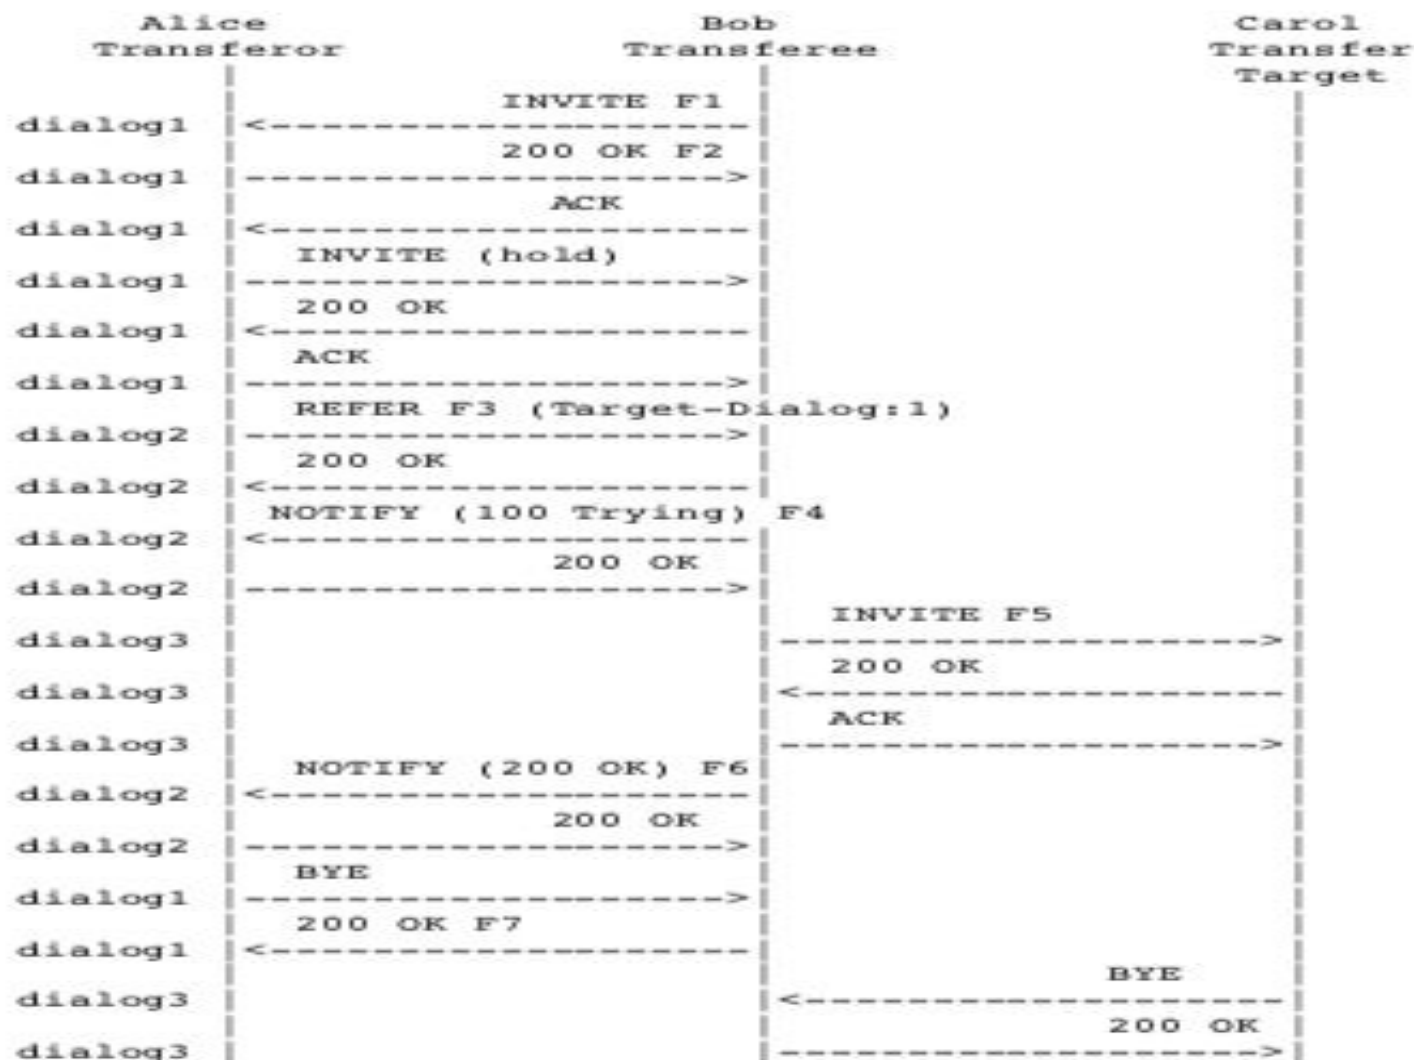 Alice Bob Carol
Transferor Transferee Transfer
Target
INVITE F1
dialog1 <-------------------
200 OK F2
dialog1 ------------------->
ACK
dialog1 <-------------------
INVITE (hold)
dialog1 ------------------->
200 OK
dialog1 <-------------------
ACK
dialog1 ------------------->
REFER F3 (Target-Dialog:1)
dialog2 ------------------->
200 OK
dialog2 <-------------------
NOTIFY (100 Trying) F4
dialog2 <-------------------
200 OK
dialog2 ------------------->
INVITE F5
dialog3 ------------------->
200 OK
dialog3 <-------------------
ACK
dialog3 ------------------->
NOTIFY (200 OK) F6
dialog2 <-------------------
200 OK
dialog2 ------------------->
BYE
dialog1 ------------------->
200 OK F7
dialog1 <-------------------
BYE
dialog3 <-------------------
200 OK
dialog3 ------------------->